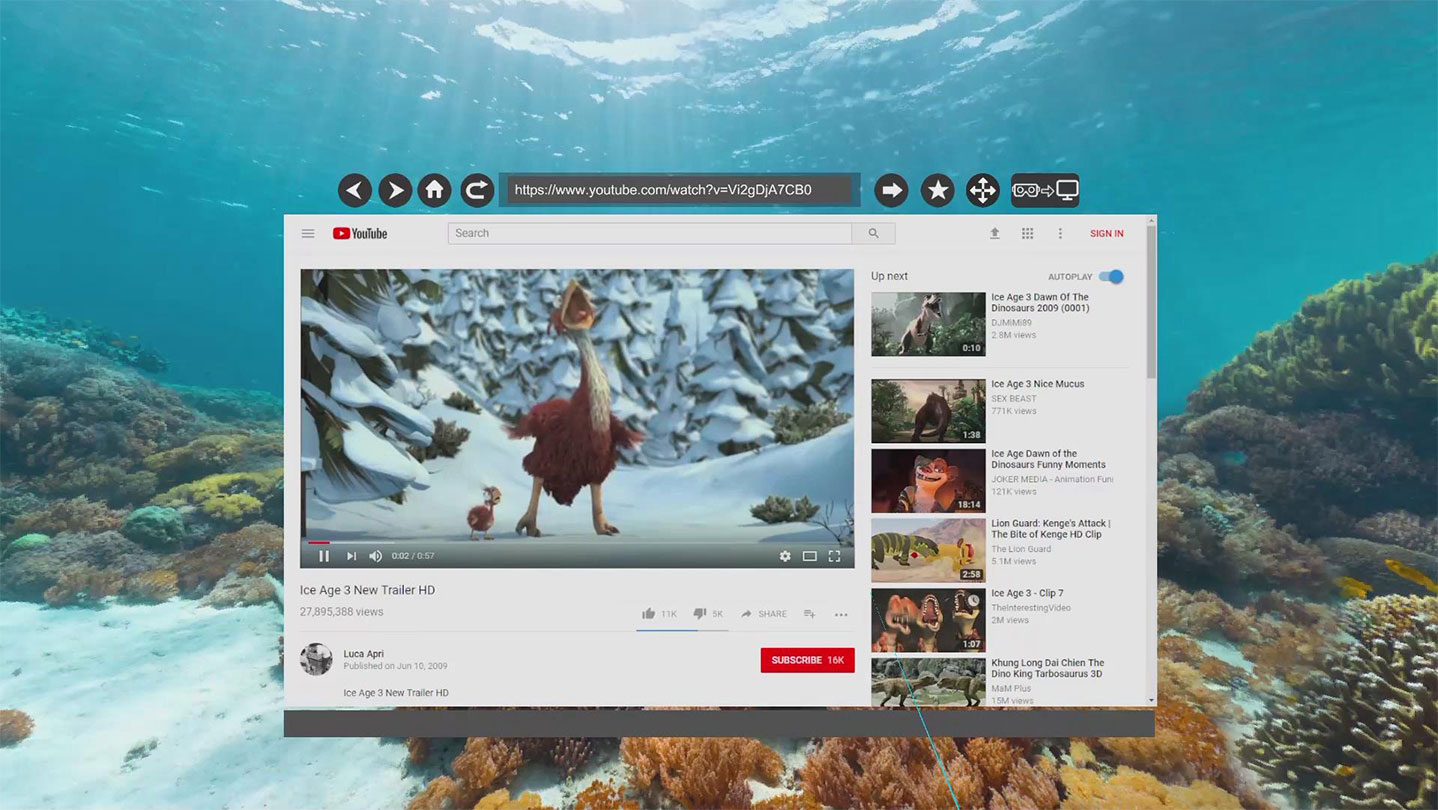 https://www.youtube.com/watch?v=Vi2gDjA7CB0
YouTube
Search
SIGN IN
Up next
AUTOPLAY
Ice Age 3 Dawn Of The
Dinosaurs 2009 (0001)
DJMiMi89
2.8M views
0:10
Ice Age 3 Nice Mucus
SEX BEAST
771K views
1:38
Ice Age Dawn of the
Dinosaurs Funny Moments
JOKER MEDIA - Animation Fun
121K views
18:14
Lion Guard: Kenge's Attack |
The Bite of Kenge HD Clip
The Lion Guard
5.1M views
2:58
Ice Age 3 - Clip 7
TheInterestingVideo
2M views
1:07
Khung Long Dai Chien The
Dino King Tarbosaurus 3D
MaM Plus
15M views
0:02 / 0:57
Ice Age 3 New Trailer HD
27,895,388 views
11K 5K SHARE
Luca Apri
Published on Jun 10, 2009
SUBSCRIBE 16K
Ice Age 3 New Trailer HD